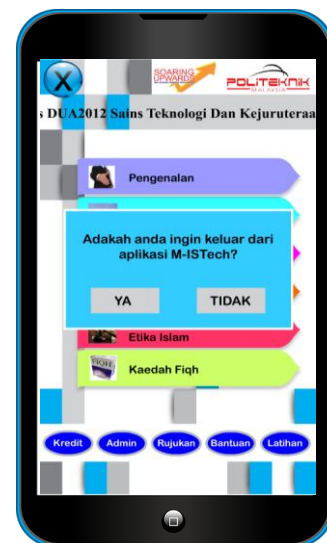 X
SOARING
UPWARDS
POLITEKNIK
MALAYSIA
s DUA2012 Sains Teknologi Dan Kejuruteraa
Pengenalan
Adakah anda ingin keluar dari
aplikasi M-ISTech?
YA
TIDAK
Etika Islam
Kaedah Fiqh
Kredit
Admin
Rujukan
Bantuan
Latihan